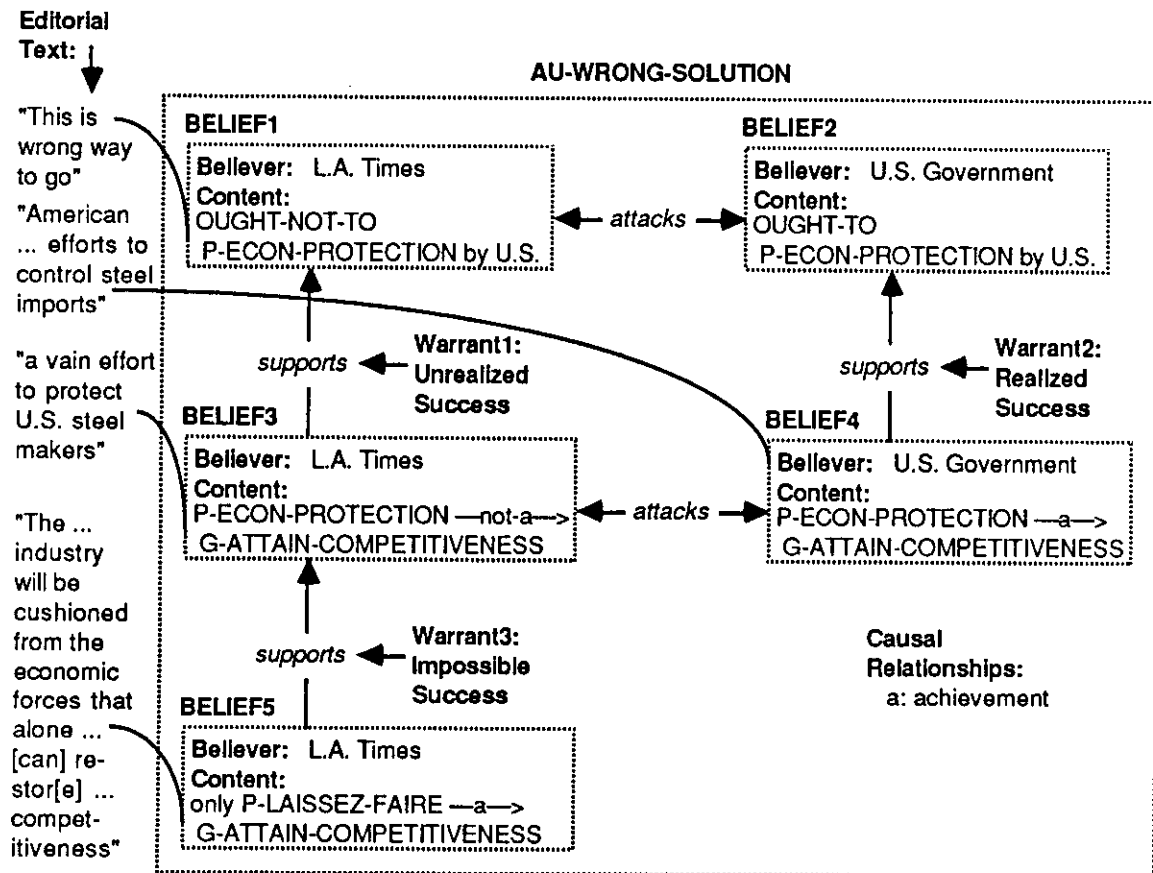 Editorial
Text:
AU-WRONG-SOLUTION
"This is
wrong way
to go"
"American
... efforts to
control steel
imports"
"a vain effort
to protect
U.S. steel
makers"
"The ...
industry
will be
cushioned
from the
economic
forces that
alone ...
[can] re-
stor[e] ...
compet-
itiveness"
BELIEF1
Believer: L.A. Times
Content:
OUGHT-NOT-TO
P-ECON-PROTECTION by U.S.
attacks
BELIEF2
Believer: U.S. Government
Content:
OUGHT-TO
P-ECON-PROTECTION by U.S.
supports
Warrant1:
Unrealized
Success
supports
Warrant2:
Realized
Success
BELIEF3
Believer: L.A. Times
Content:
P-ECON-PROTECTION —not-a—>
G-ATTAIN-COMPETITIVENESS
attacks
BELIEF4
Believer: U.S. Government
Content:
P-ECON-PROTECTION —a—>
G-ATTAIN-COMPETITIVENESS
supports
Warrant3:
Impossible
Success
Causal
Relationships:
a: achievement
BELIEF5
Believer: L.A. Times
Content:
only P-LAISSEZ-FAIRE —a—>
G-ATTAIN-COMPETITIVENESS